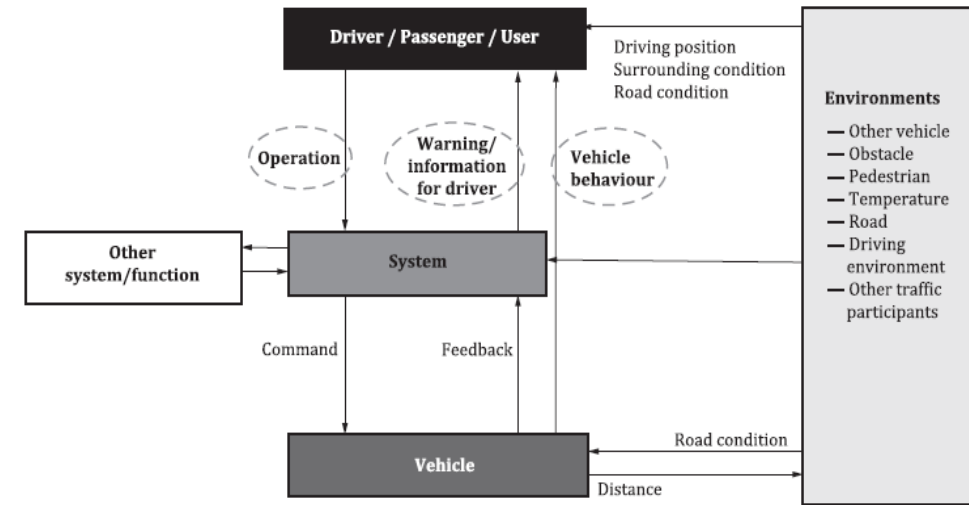 Driver / Passenger / User
Driving position
Surrounding condition
Road condition
Operation
Warning/
information
for driver
Vehicle
behaviour
Environments
— Other vehicle
— Obstacle
— Pedestrian
— Temperature
— Road
— Driving
environment
— Other traffic
participants
Other
system/function
System
Command
Feedback
Vehicle
Road condition
Distance